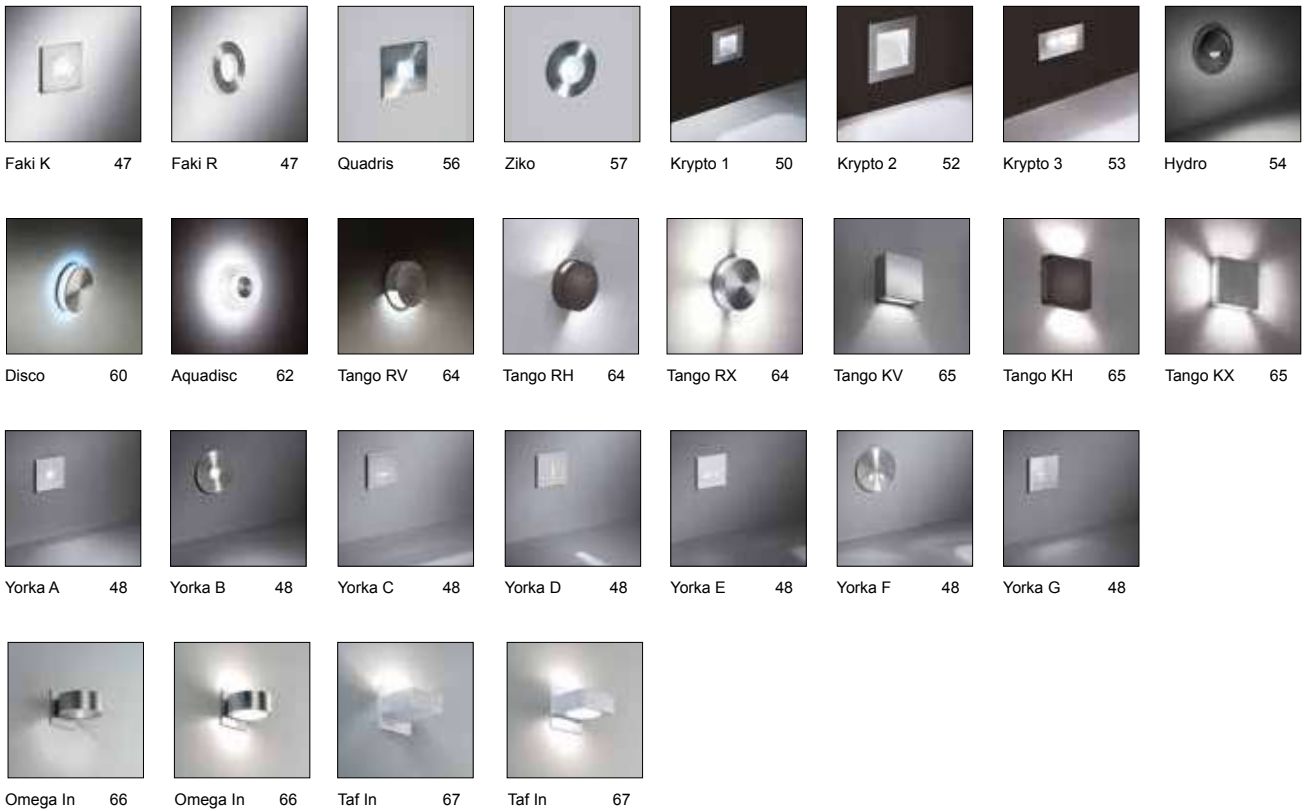 Faki K 47 Faki R 47 Quadris 56 Ziko 57 Krypto 1 50 Krypto 2 52 Krypto 3 53 Hydro 54
Disco 60 Aquadisc 62 Tango RV 64 Tango RH 64 Tango RX 64 Tango KV 65 Tango KH 65 Tango KX 65
Yorka A 48 Yorka B 48 Yorka C 48 Yorka D 48 Yorka E 48 Yorka F 48 Yorka G 48
Omega In 66 Omega In 66 Taf In 67 Taf In 67